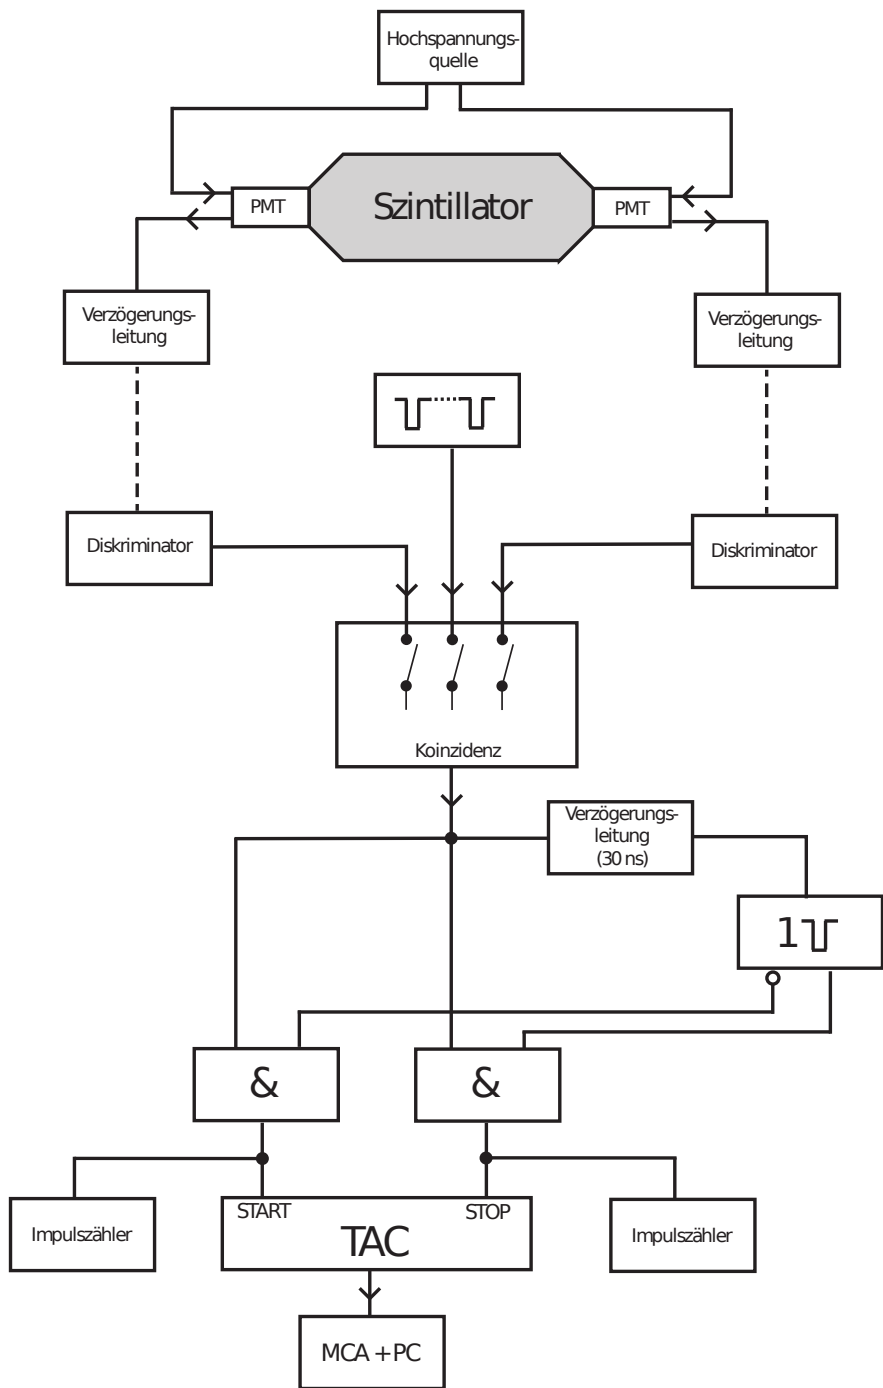 Hochspannungs-
quelle
PMT
Szintillator
PMT
Verzögerungs-
leitung
Verzögerungs-
leitung
Diskriminator
Diskriminator
Koinzidenz
Verzögerungs-
leitung
(30 ns)
1
&
&
START
STOP
TAC
Impulszähler
Impulszähler
MCA + PC